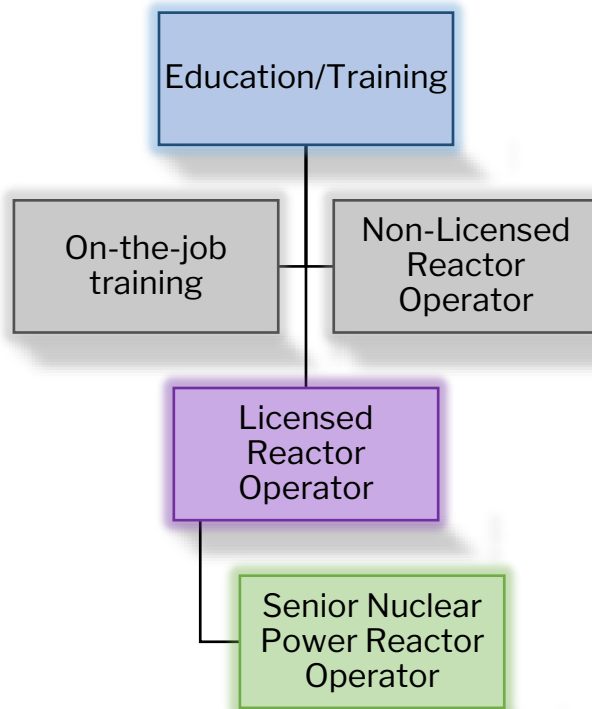 Education/Training
On-the-job
training
Non-Licensed
Reactor
Operator
Licensed
Reactor
Operator
Senior Nuclear
Power Reactor
Operator